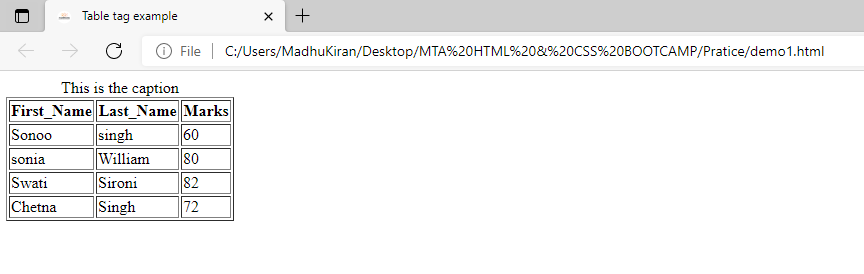 Table tag example
File C:/Users/MadhuKiran/Desktop/MTA%20HTML%20&%20CSS%20BOOTCAMP/Pratice/demo1.html
This is the caption
First_Name Last_Name Marks
Sonoo singh 60
sonia William 80
Swati Sironi 82
Chetna Singh 72